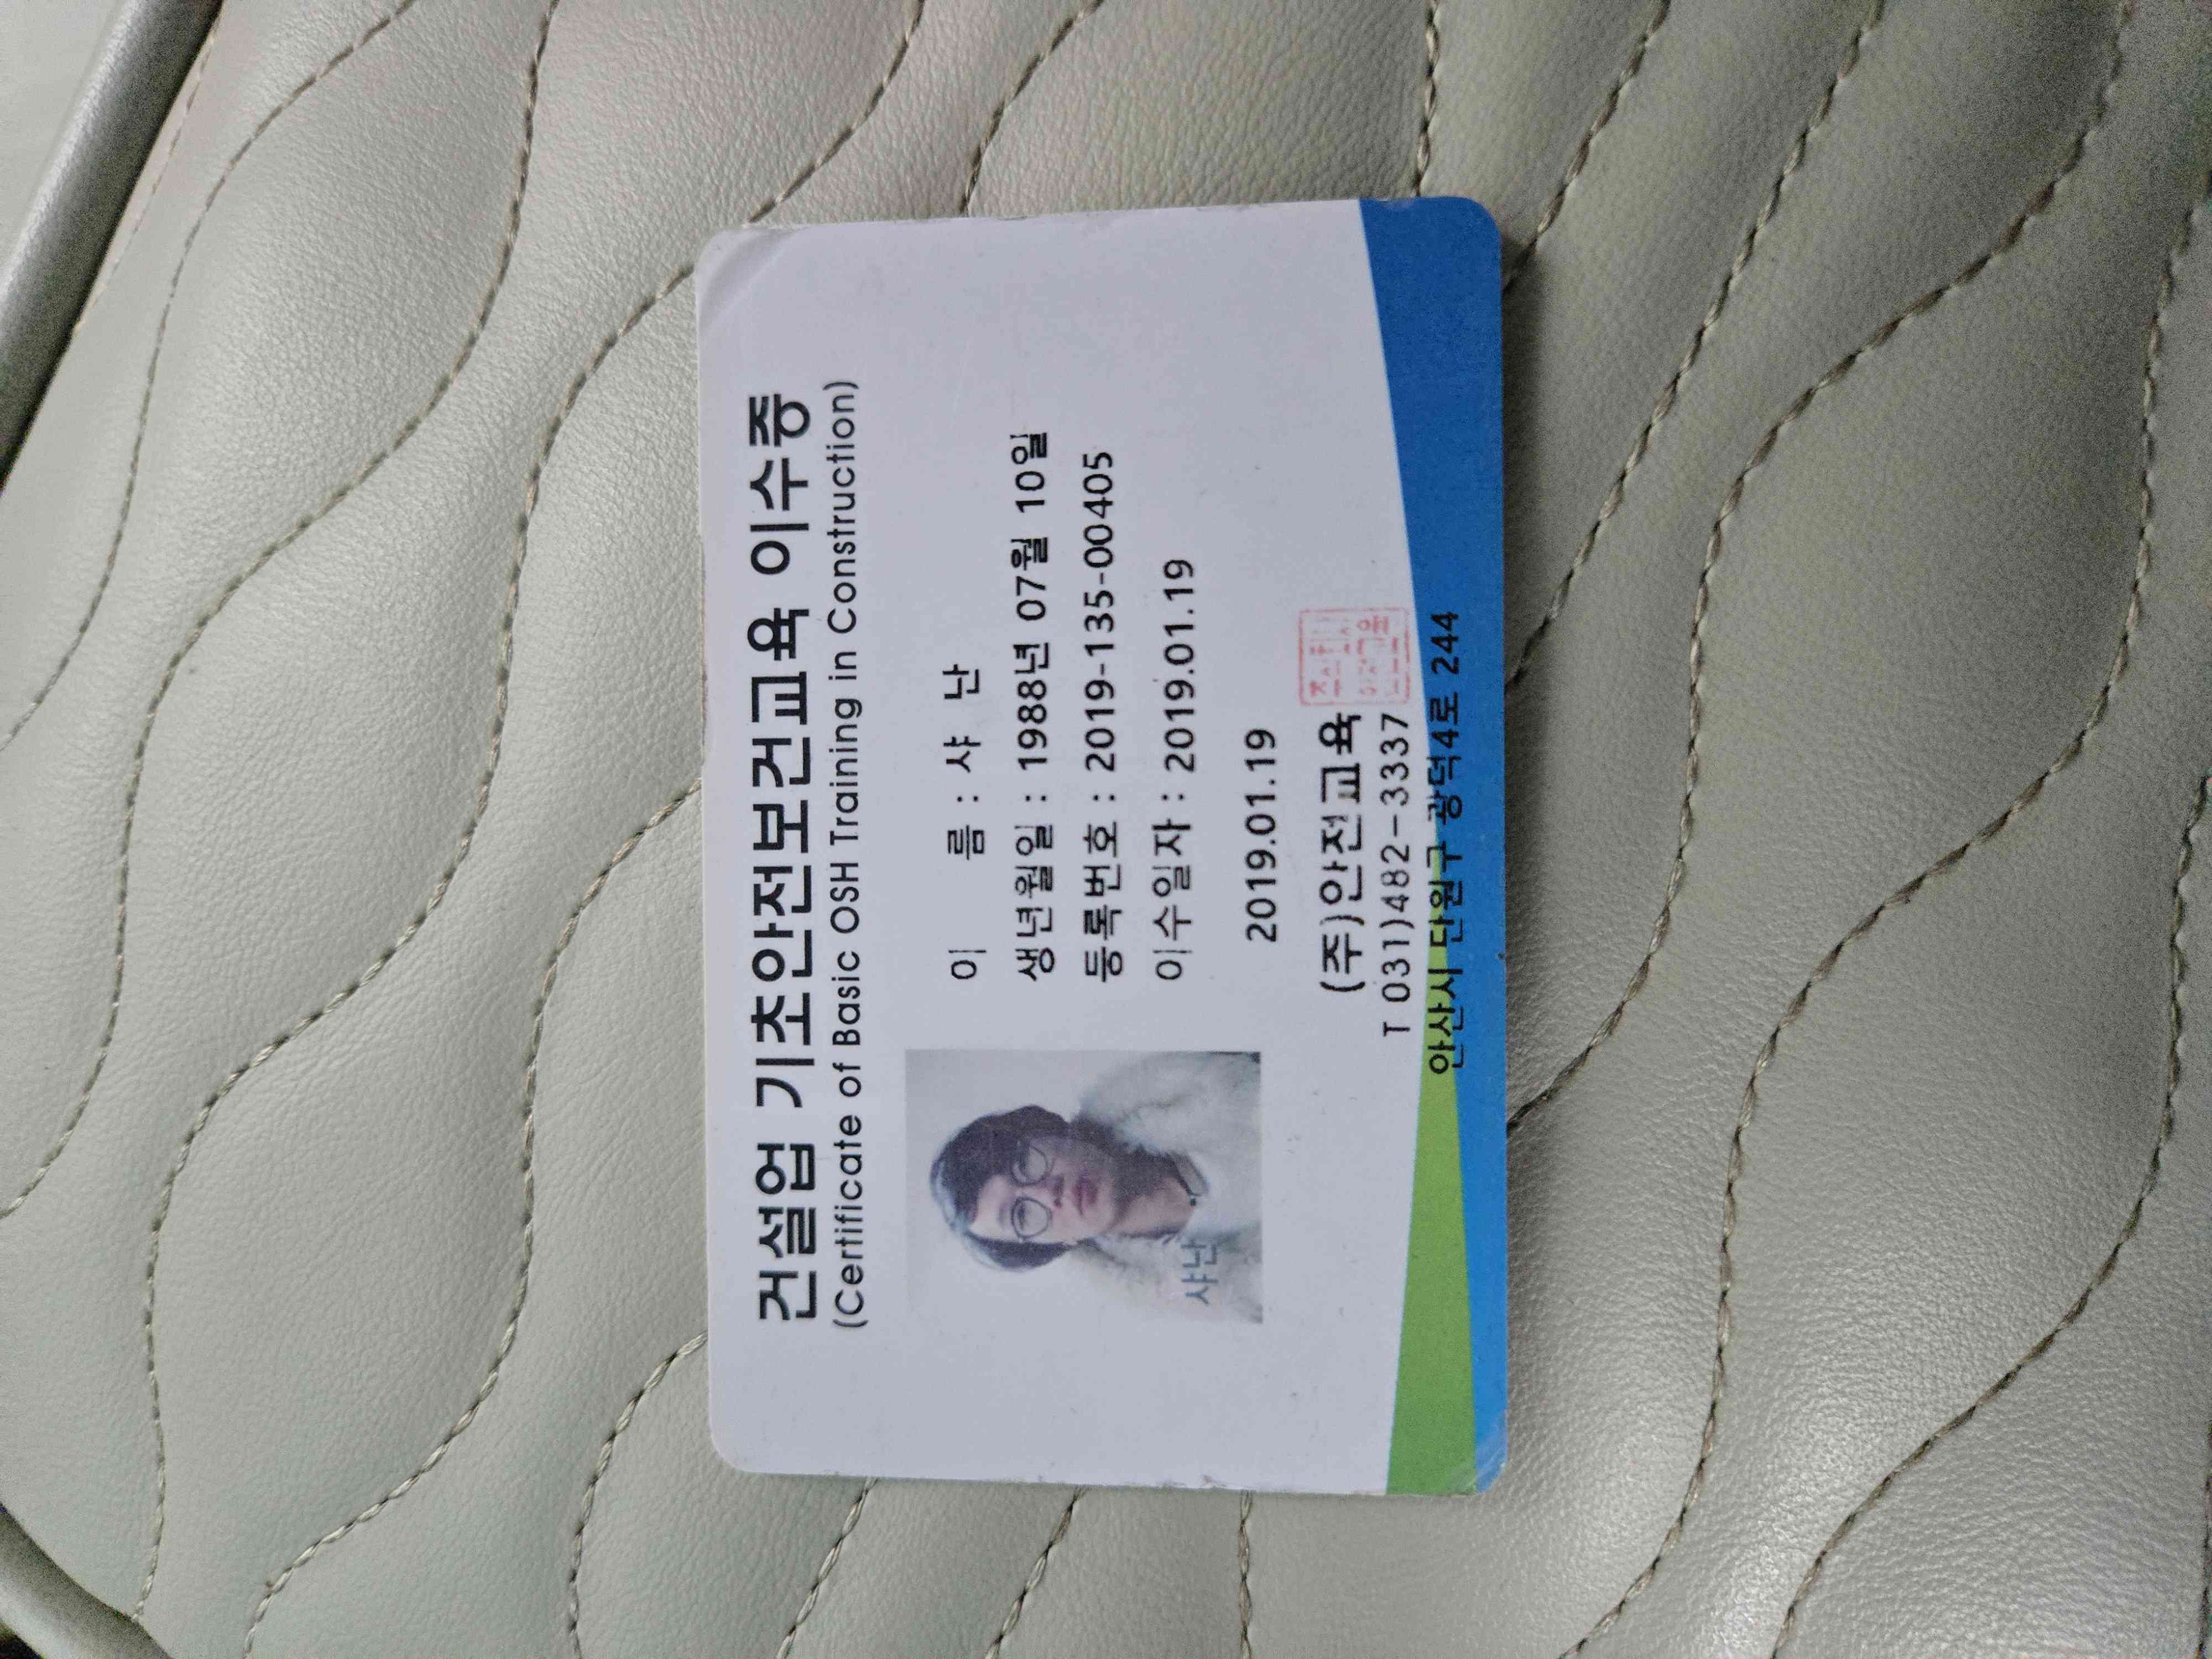 건설업 기초안전보건교육 이수증
(Certificate of Basic OSH Training in Construction)
이 름 : 샤 난
생년월일 : 1988년 07월 10일
등록번호 : 2019-135-00405
이수일자 : 2019.01.19
샤난
2019.01.19
(주)안전교육
T 031)482-3337
안산시 단원구 광덕4로 244